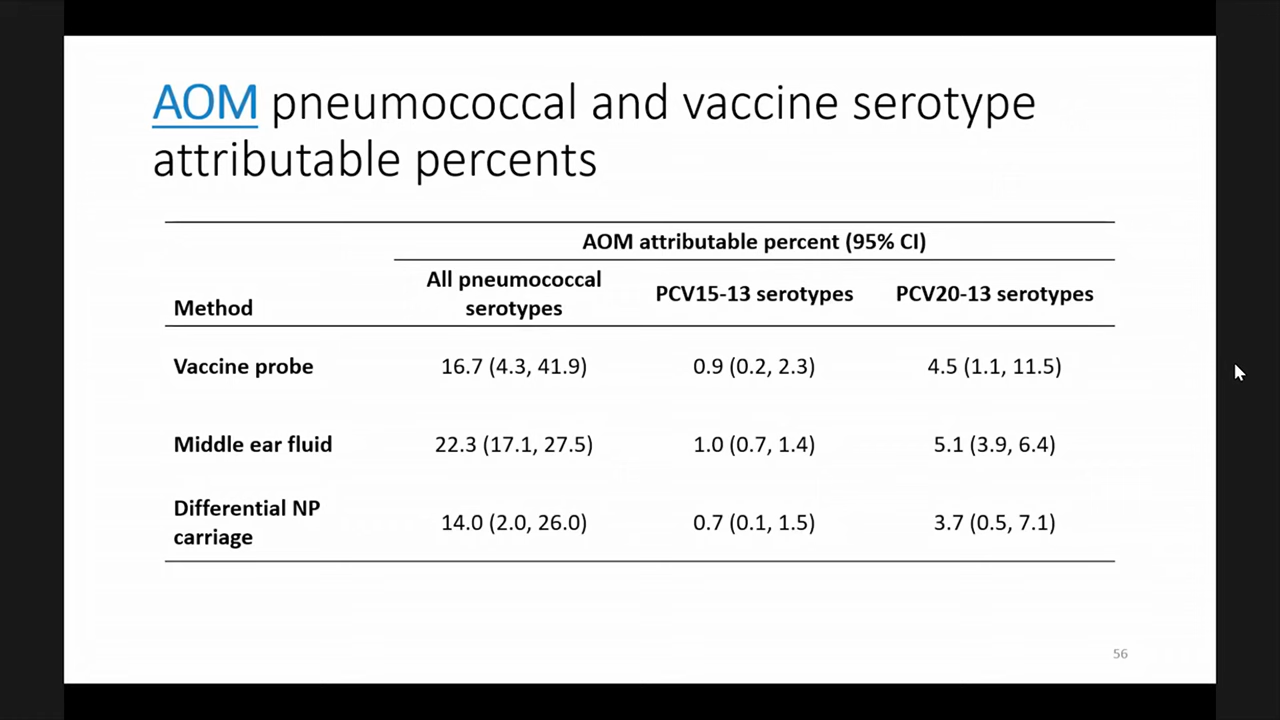 AOM pneumococcal and vaccine serotype
attributable percents
AOM attributable percent (95% CI)
Method
All pneumococcal
serotypes
PCV15-13 serotypes
PCV20-13 serotypes
Vaccine probe
16.7 (4.3, 41.9)
0.9 (0.2, 2.3)
4.5 (1.1, 11.5)
Middle ear fluid
22.3 (17.1, 27.5)
1.0 (0.7, 1.4)
5.1 (3.9, 6.4)
Differential NP
carriage
14.0 (2.0, 26.0)
0.7 (0.1, 1.5)
3.7 (0.5, 7.1)
56